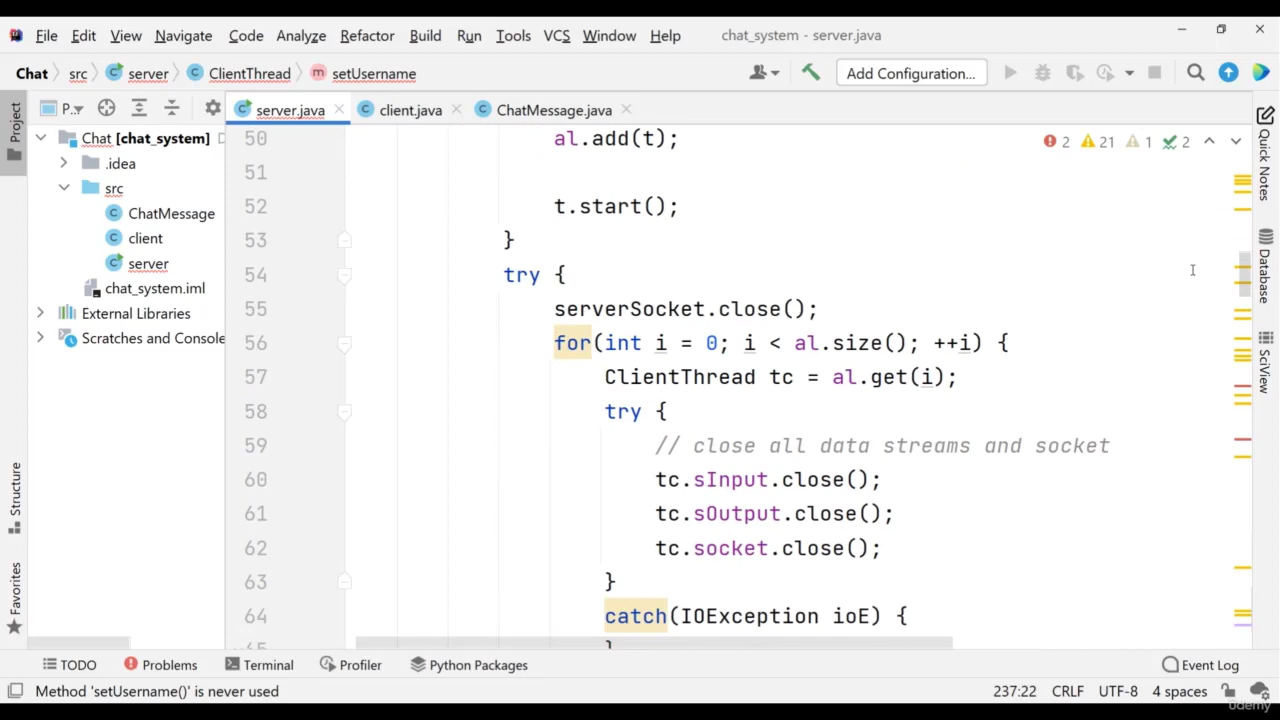 File Edit View Navigate Code Analyze Refactor Build Run Tools VCS Window Help chat_system - server.java
Chat src server ClientThread setUsername Add Configuration...
Project P... server.java client.java ChatMessage.java
Chat [chat_system]
.idea
src
ChatMessage
client
server
chat_system.iml
External Libraries
Scratches and Console
2 21 1 2
50 al.add(t);
51
52 t.start();
53 }
54 try {
55 serverSocket.close();
56 for(int i = 0; i < al.size(); ++i) {
57 ClientThread tc = al.get(i);
58 try {
59 // close all data streams and socket
60 tc.sInput.close();
61 tc.sOutput.close();
62 tc.socket.close();
63 }
64 catch(IOException ioE) {
65 }
Structure
Favorites
Quick Notes
Database
SciView
TODO Problems Terminal Profiler Python Packages Event Log
Method 'setUsername()' is never used 237:22 CRLF UTF-8 4 spaces
udemy